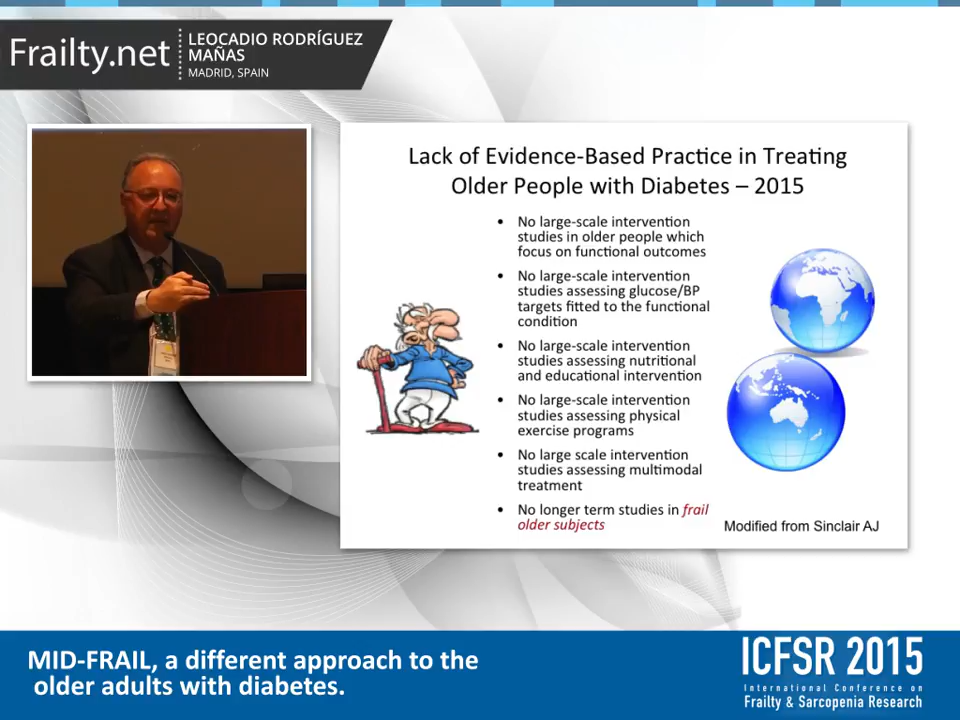 Frailty.net
LEOCADIO RODRÍGUEZ
MAÑAS
MADRID, SPAIN
Lack of Evidence-Based Practice in Treating
Older People with Diabetes – 2015
• No large-scale intervention
studies in older people which
focus on functional outcomes
• No large-scale intervention
studies assessing glucose/BP
targets fitted to the functional
condition
• No large-scale intervention
studies assessing nutritional
and educational intervention
• No large-scale intervention
studies assessing physical
exercise programs
• No large scale intervention
studies assessing multimodal
treatment
• No longer term studies in frail
older subjects
Modified from Sinclair AJ
MID-FRAIL, a different approach to the
older adults with diabetes.
ICFSR 2015
International Conference on
Frailty & Sarcopenia Research